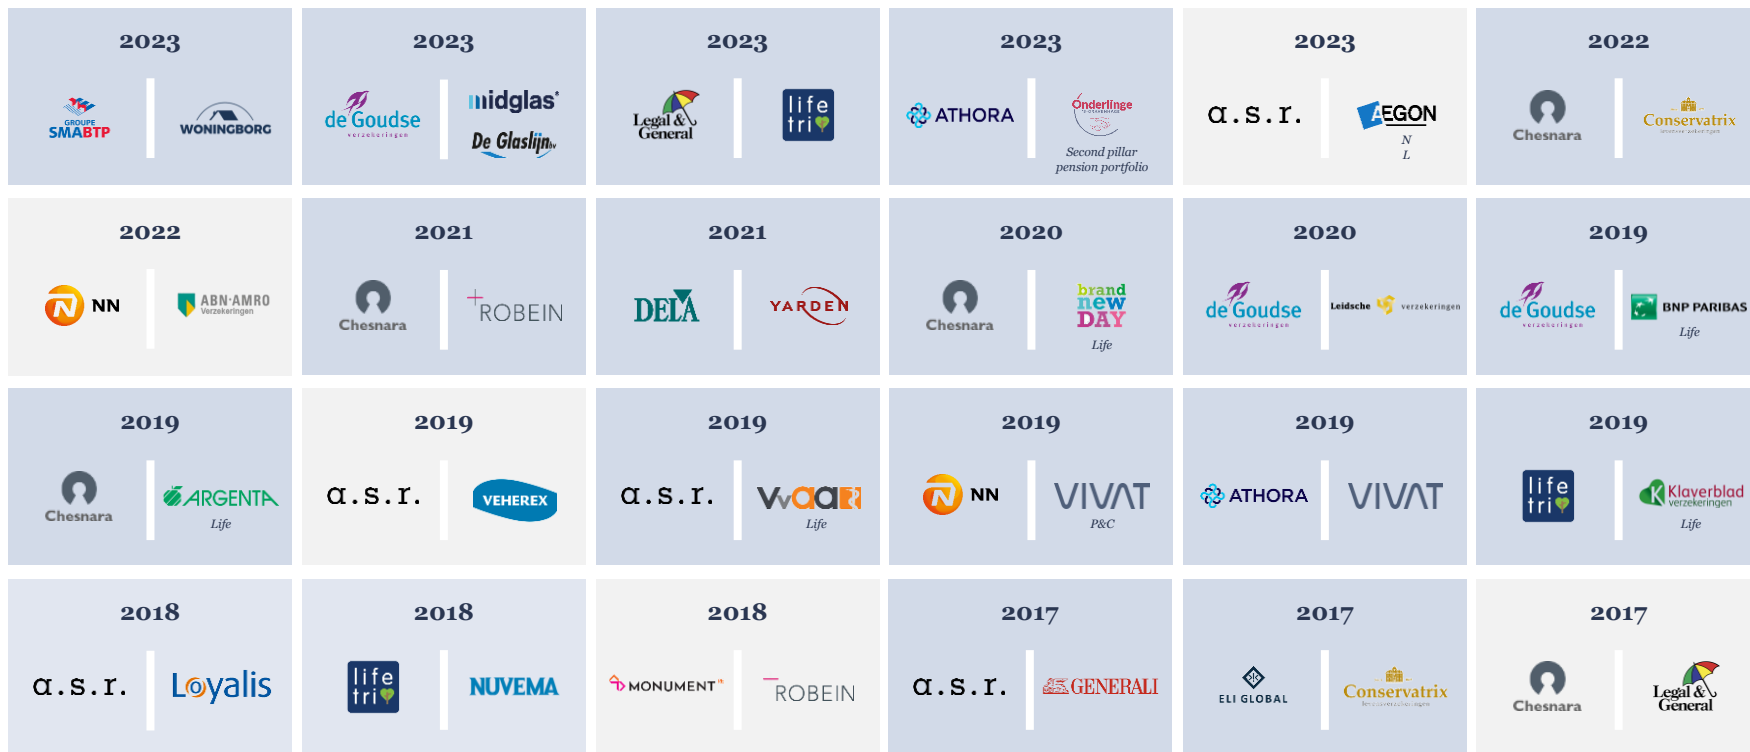 2023
GROUPE
SMABTP
WONINGBORG
2023
de Goudse
verzekeringen
midglas
De Glaslijn bv
2023
Legal &
General
life
tri
2023
ATHORA
Onderlinge
Second pillar
pension portfolio
2023
a.s.r.
AEGON
N
L
2022
Chesnara
Conservatrix
2022
NN
ABN·AMRO
Verzekeringen
2021
Chesnara
ROBEIN
2021
DELA
YARDEN
2020
Chesnara
brand
new
DAY
Life
2020
de Goudse
verzekeringen
Leidsche verzekeringen
2019
de Goudse
verzekeringen
BNP PARIBAS
Life
2019
Chesnara
ARGENTA
Life
2019
a.s.r.
VEHEREX
2019
a.s.r.
VvAA
Life
2019
NN
VIVAT
P&C
2019
ATHORA
VIVAT
2019
life
tri
Klaverblad
verzekeringen
Life
2018
a.s.r.
Loyalis
2018
life
tri
NUVEMA
2018
MONUMENT
ROBEIN
2017
a.s.r.
GENERALI
2017
ELI GLOBAL
Conservatrix
2017
Chesnara
Legal &
General